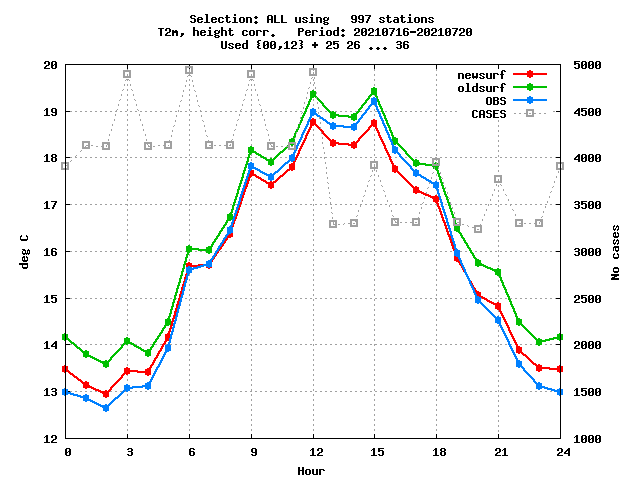 Selection: ALL using   997 stations
T2m, height corr.   Period: 20210716-20210720
Used {00,12} + 25 26 ... 36
newsurf
oldsurf
OBS
CASES
20
19
18
17
16
15
14
13
12
5000
4500
4000
3500
3000
2500
2000
1500
1000
deg C
No cases
0 3 6 9 12 15 18 21 24
Hour